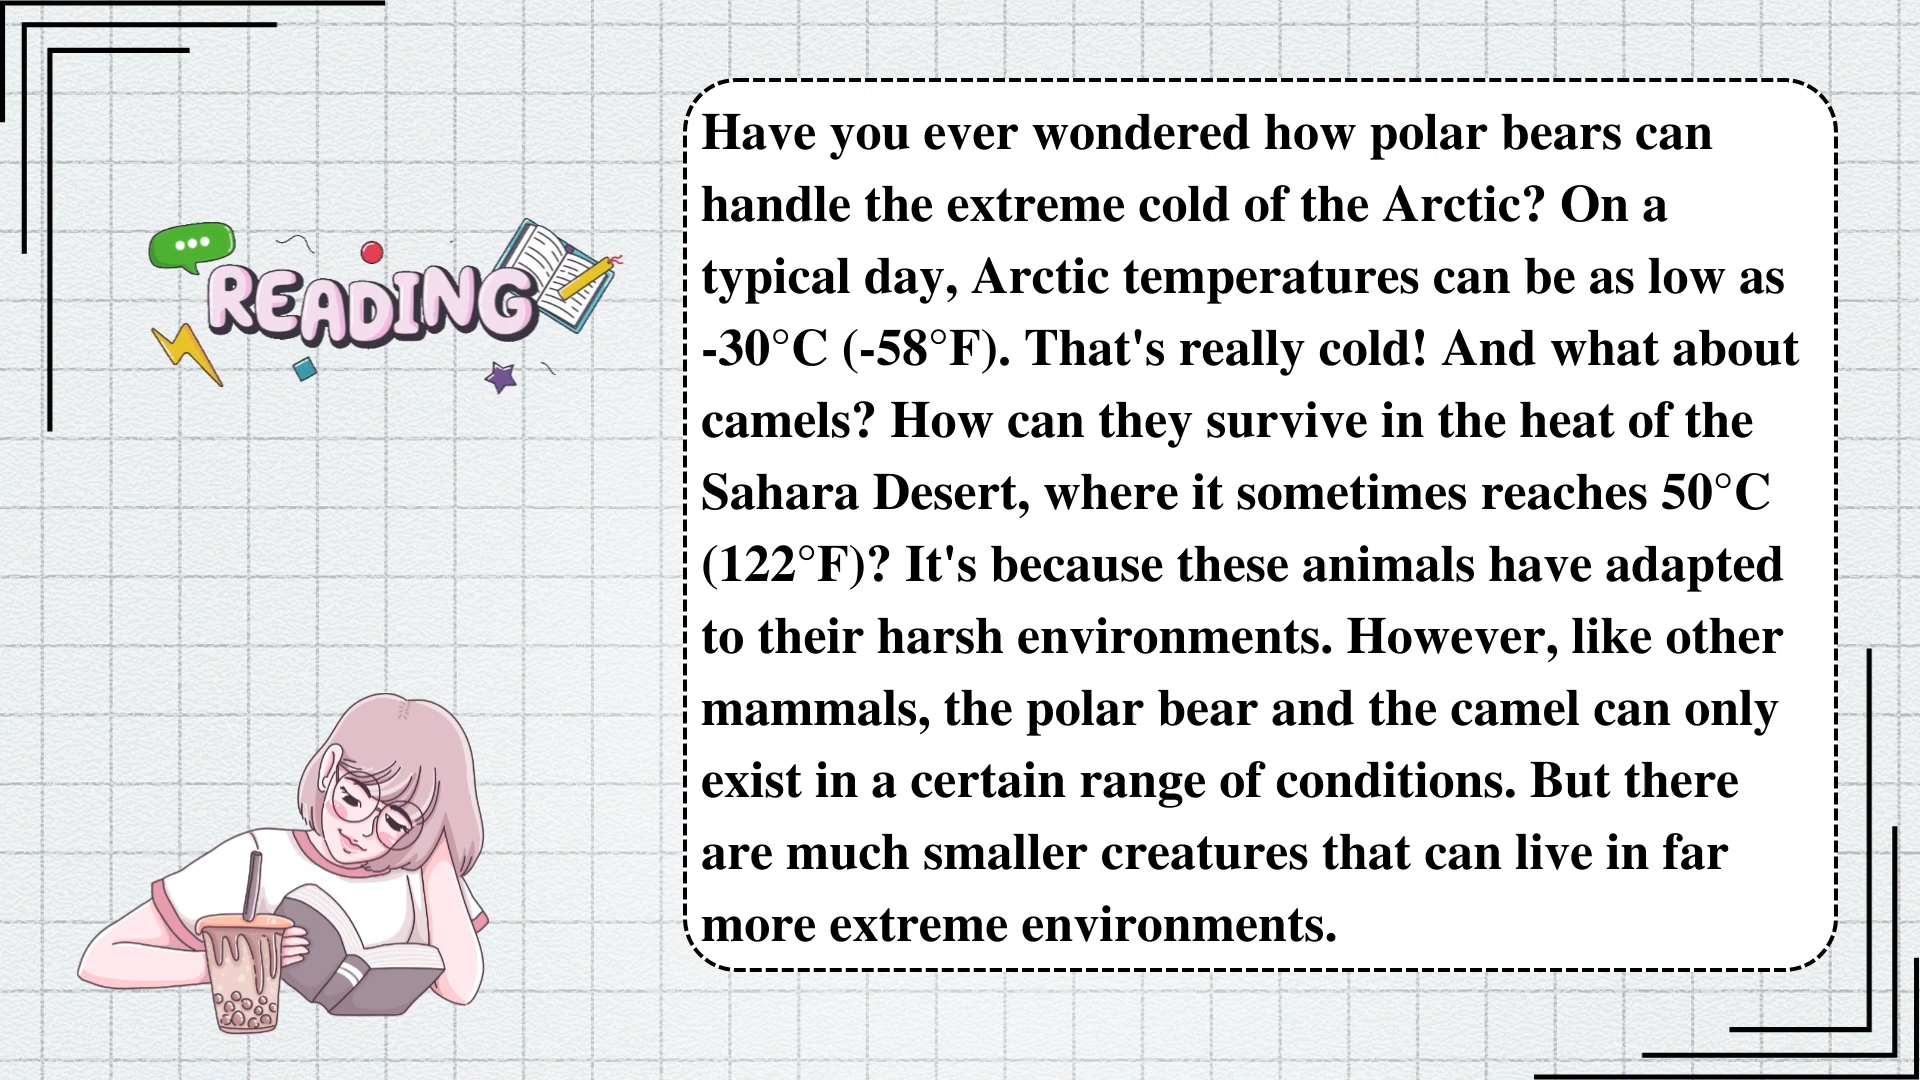 READING
Have you ever wondered how polar bears can
handle the extreme cold of the Arctic? On a
typical day, Arctic temperatures can be as low as
-30°C (-58°F). That's really cold! And what about
camels? How can they survive in the heat of the
Sahara Desert, where it sometimes reaches 50°C
(122°F)? It's because these animals have adapted
to their harsh environments. However, like other
mammals, the polar bear and the camel can only
exist in a certain range of conditions. But there
are much smaller creatures that can live in far
more extreme environments.